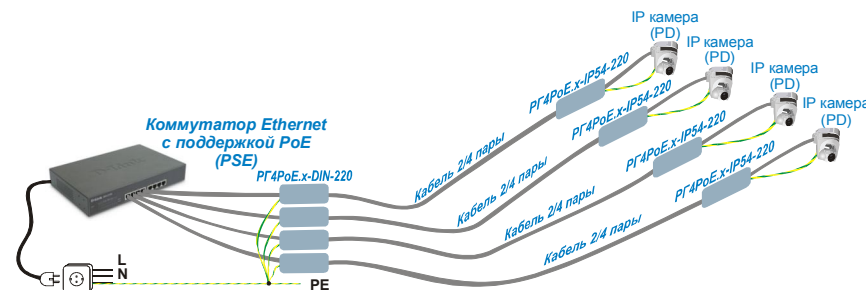 IP камера
(PD)
IP камера
(PD)
IP камера
(PD)
IP камера
(PD)
РГ4PoE.x-IP54-220
РГ4PoE.x-IP54-220
РГ4PoE.x-IP54-220
РГ4PoE.x-IP54-220
Коммутатор Ethernet
с поддержкой PoE
(PSE)
РГ4PoE.x-DIN-220
Кабель 2/4 пары
Кабель 2/4 пары
Кабель 2/4 пары
Кабель 2/4 пары
L
N
PE